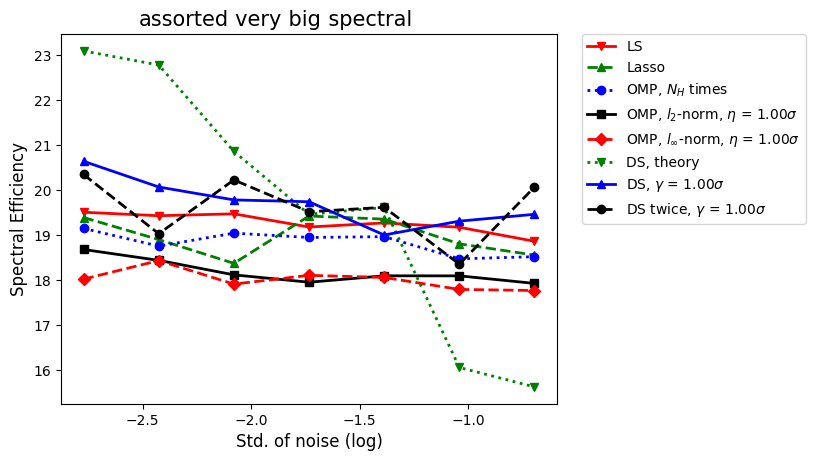 assorted very big spectral
Spectral Efficiency
23
22
21
20
19
18
17
16
−2.5
−2.0
−1.5
−1.0
Std. of noise (log)
LS
Lasso
OMP, N_H times
OMP, l_2-norm, η = 1.00σ
OMP, l_∞-norm, η = 1.00σ
DS, theory
DS, γ = 1.00σ
DS twice, γ = 1.00σ